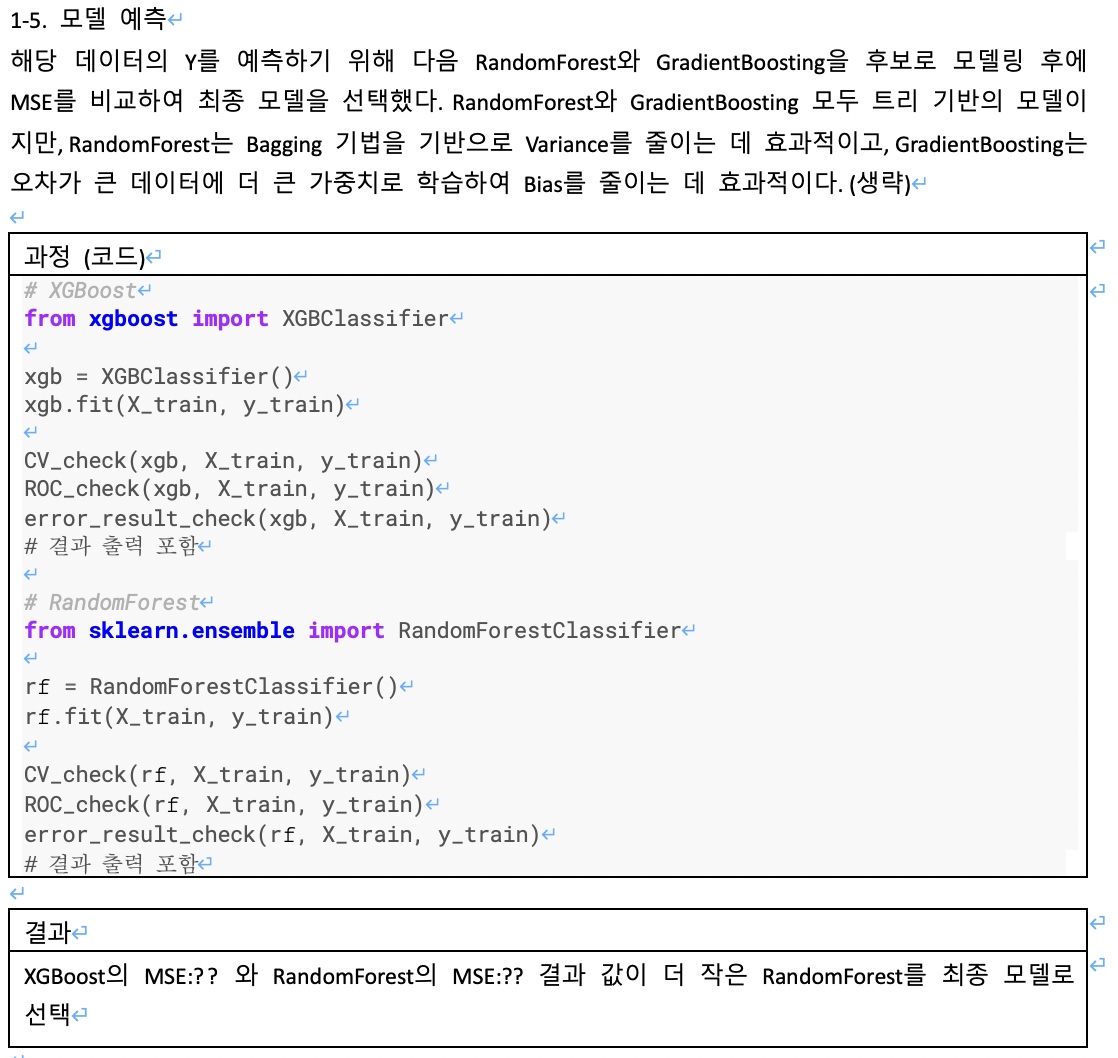 1-5. 모델 예측
해당 데이터의 Y를 예측하기 위해 다음 RandomForest와 GradientBoosting을 후보로 모델링 후에
MSE를 비교하여 최종 모델을 선택했다. RandomForest와 GradientBoosting 모두 트리 기반의 모델이
지만, RandomForest는 Bagging 기법을 기반으로 Variance를 줄이는 데 효과적이고, GradientBoosting는
오차가 큰 데이터에 더 큰 가중치로 학습하여 Bias를 줄이는 데 효과적이다. (생략)
과정 (코드)
# XGBoost
from xgboost import XGBClassifier
xgb = XGBClassifier()
xgb.fit(X_train, y_train)
CV_check(xgb, X_train, y_train)
ROC_check(xgb, X_train, y_train)
error_result_check(xgb, X_train, y_train)
# 결과 출력 포함
# RandomForest
from sklearn.ensemble import RandomForestClassifier
rf = RandomForestClassifier()
rf.fit(X_train, y_train)
CV_check(rf, X_train, y_train)
ROC_check(rf, X_train, y_train)
error_result_check(rf, X_train, y_train)
# 결과 출력 포함
결과
XGBoost의 MSE:?? 와 RandomForest의 MSE:?? 결과 값이 더 작은 RandomForest를 최종 모델로
선택